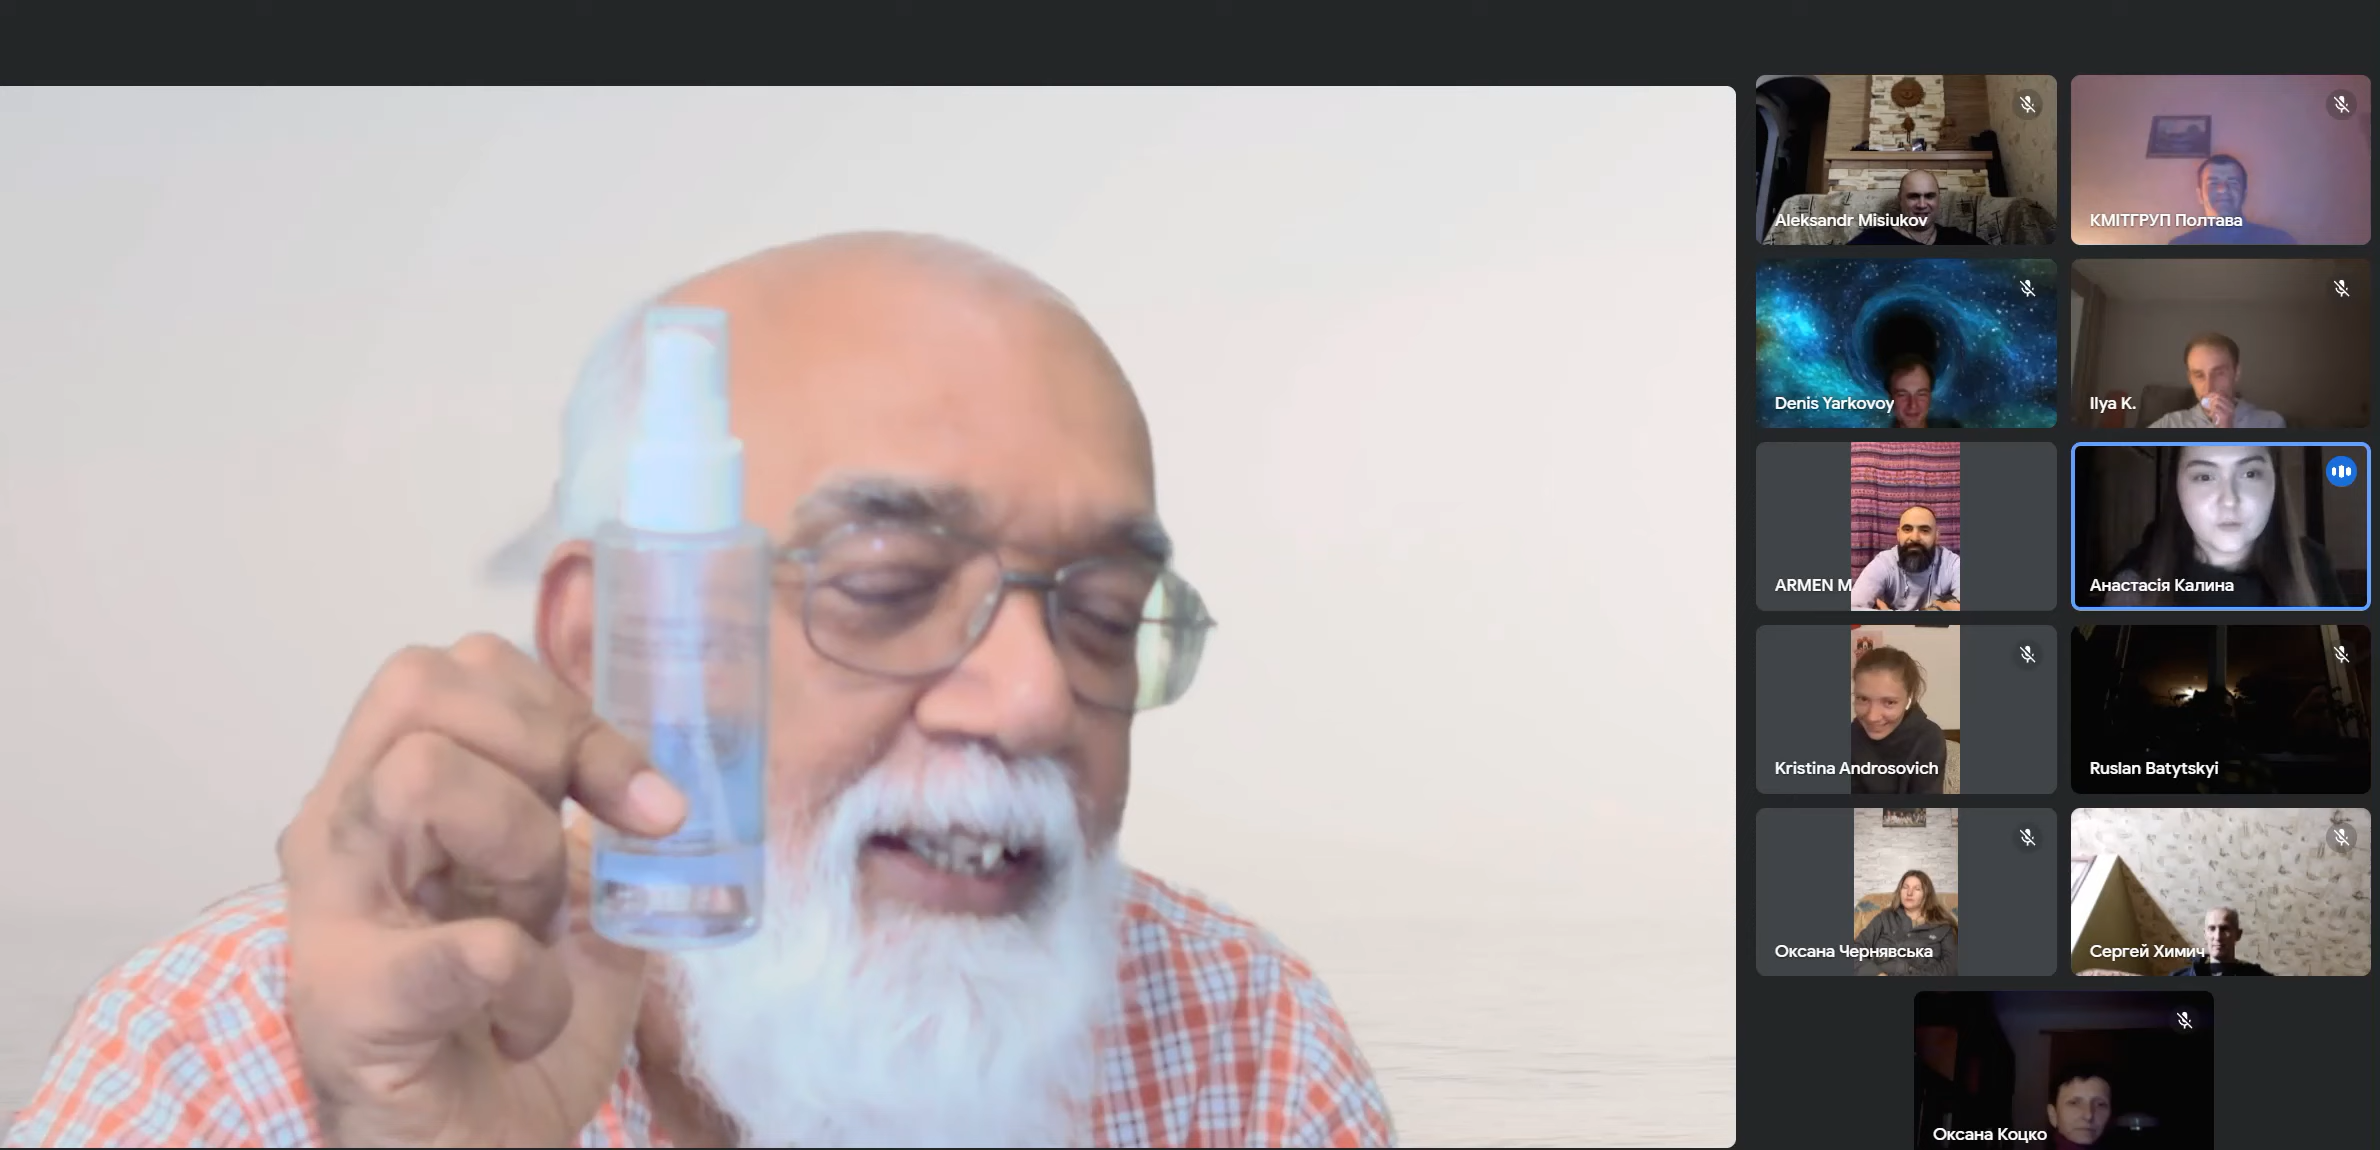 Aleksandr Misiukov
КМІТГРУП Полтава
Denis Yarkovoy
Ilya K.
ARMEN M
Анастасія Калина
Kristina Androsovich
Ruslan Batytskyi
Оксана Чернявська
Сергей Химич
Оксана Коцко